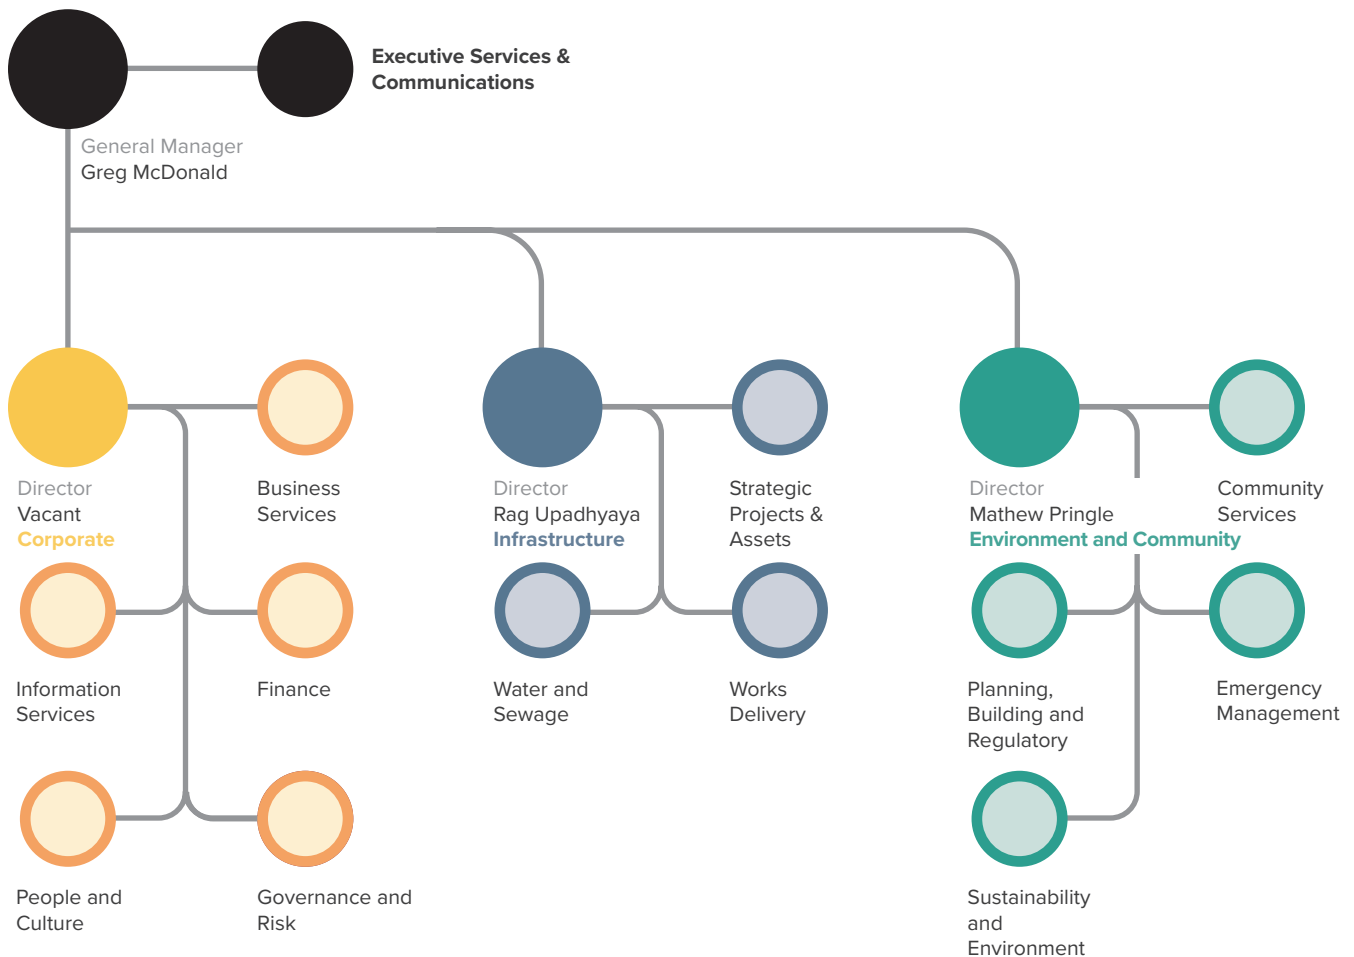 Executive Services &
Communications
General Manager
Greg McDonald
Director
Vacant
Corporate
Business
Services
Information
Services
Finance
People and
Culture
Governance and
Risk
Director
Rag Upadhyaya
Infrastructure
Strategic
Projects &
Assets
Water and
Sewage
Works
Delivery
Director
Mathew Pringle
Environment and Community
Community
Services
Planning,
Building and
Regulatory
Emergency
Management
Sustainability
and
Environment